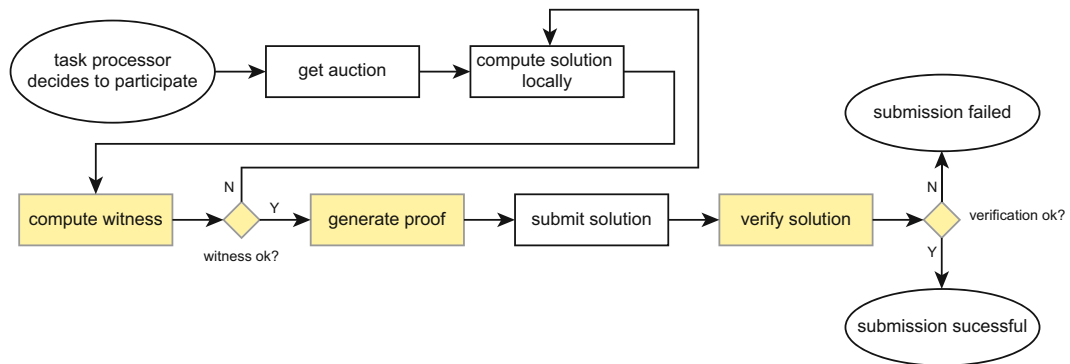 task processor
decides to participate
get auction
compute solution
locally
submission failed
N
N
compute witness
Y
generate proof
submit solution
verify solution
verification ok?
witness ok?
Y
submission sucessful